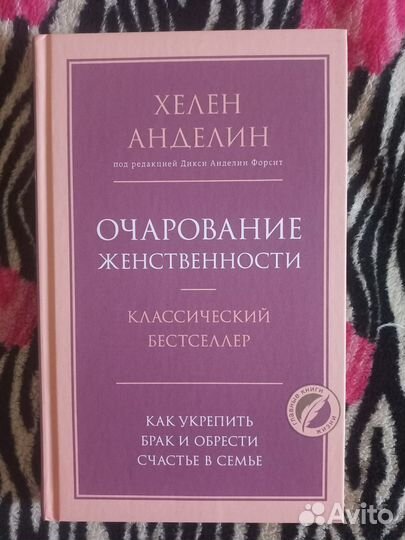 ХЕЛЕН
АНДЕЛИН
под редакцией Дикси Анделин Форсит
ОЧАРОВАНИЕ
ЖЕНСТВЕННОСТИ
КЛАССИЧЕСКИЙ
БЕСТСЕЛЛЕР
КАК УКРЕПИТЬ
БРАК И ОБРЕСТИ
СЧАСТЬЕ В СЕМЬЕ
главные книги
жизни
Avito